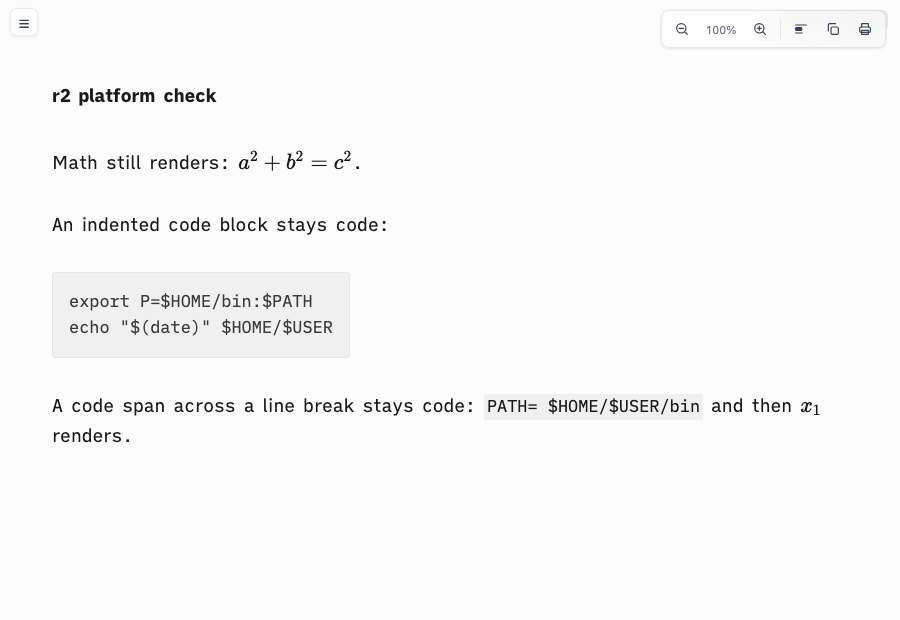 100%
r2 platform check
Math still renders: a² + b² = c².
An indented code block stays code:
export P=$HOME/bin:$PATH
echo "$(date)" $HOME/$USER
A code span across a line break stays code: PATH= $HOME/$USER/bin and then x₁
renders.